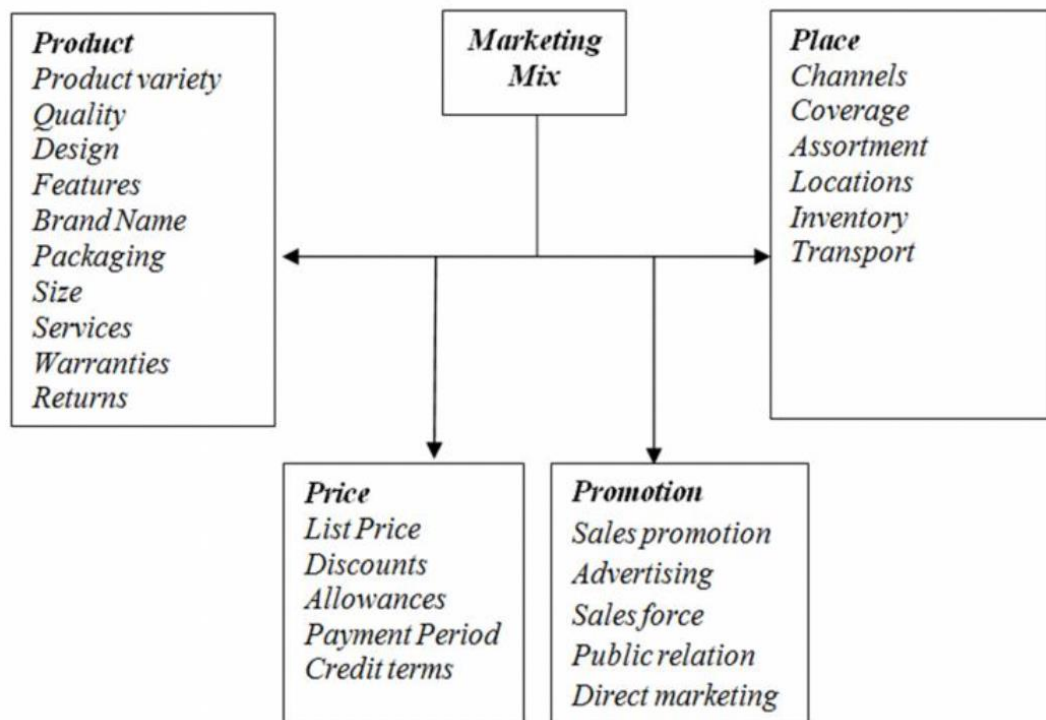 Product
Product variety
Quality
Design
Features
Brand Name
Packaging
Size
Services
Warranties
Returns
Marketing
Mix
Place
Channels
Coverage
Assortment
Locations
Inventory
Transport
Price
List Price
Discounts
Allowances
Payment Period
Credit terms
Promotion
Sales promotion
Advertising
Sales force
Public relation
Direct marketing